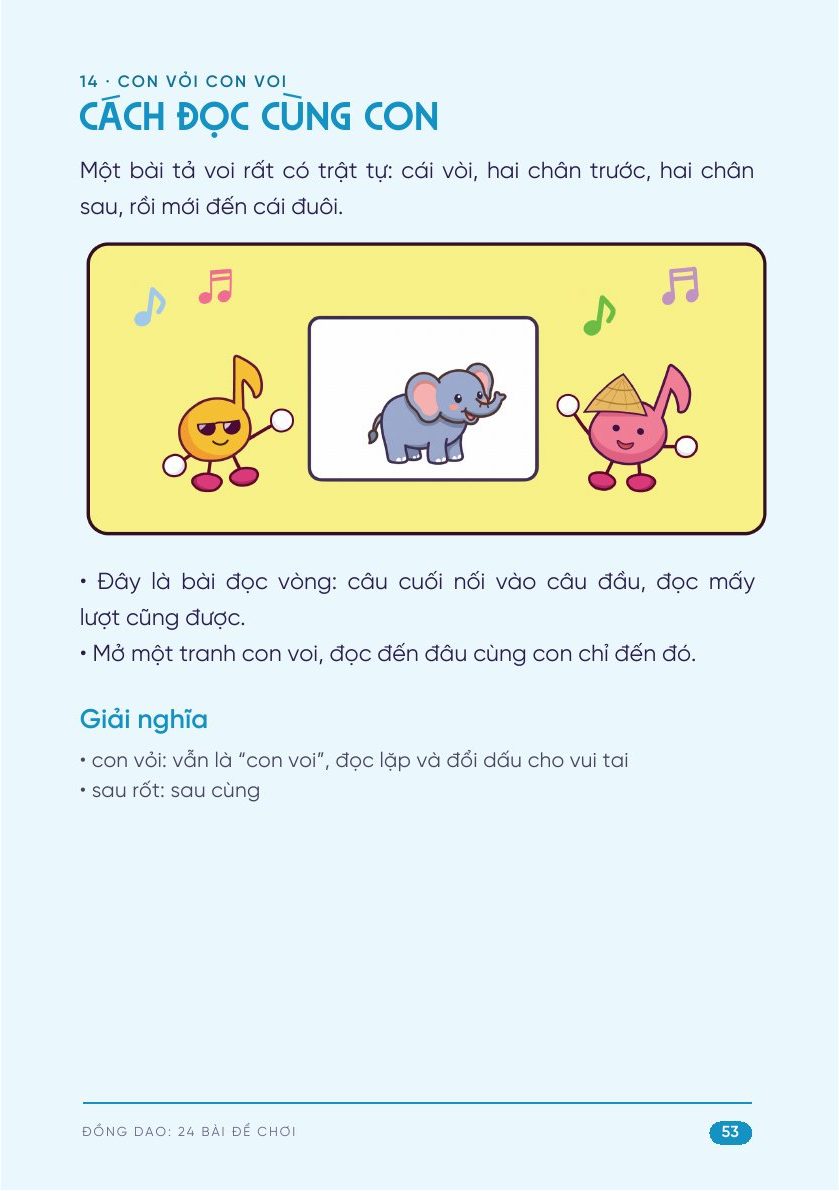 14 · CON VỎI CON VOI
CÁCH ĐỌC CÙNG CON
Một bài tả voi rất có trật tự: cái vòi, hai chân trước, hai chân
sau, rồi mới đến cái đuôi.
• Đây là bài đọc vòng: câu cuối nối vào câu đầu, đọc mấy
lượt cũng được.
• Mở một tranh con voi, đọc đến đâu cùng con chỉ đến đó.
Giải nghĩa
• con vỏi: vẫn là “con voi”, đọc lặp và đổi dấu cho vui tai
• sau rốt: sau cùng
ĐỒNG DAO: 24 BÀI ĐỂ CHƠI
53